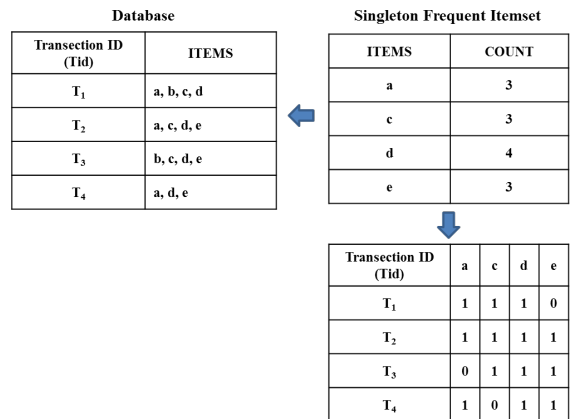 Database
Transection ID (Tid) ITEMS
T₁ a, b, c, d
T₂ a, c, d, e
T₃ b, c, d, e
T₄ a, d, e
Singleton Frequent Itemset
ITEMS COUNT
a 3
c 3
d 4
e 3
Transection ID (Tid) a c d e
T₁ 1 1 1 0
T₂ 1 1 1 1
T₃ 0 1 1 1
T₄ 1 0 1 1